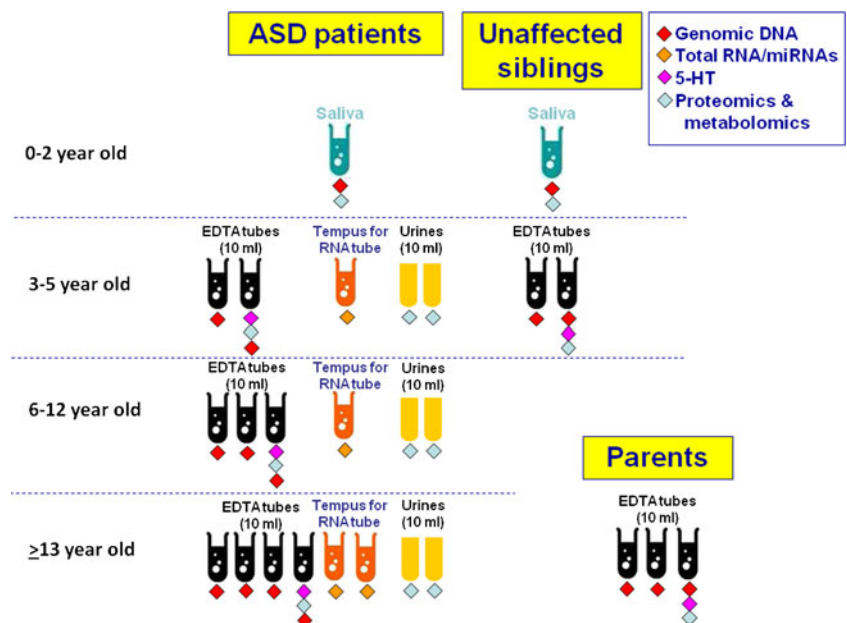 ASD patients
Unaffected
siblings
Genomic DNA
Total RNA/miRNAs
5-HT
Proteomics &
metabolomics
Saliva
Saliva
0-2 year old
EDTA tubes
(10 ml)
Tempus for
RNA tube
Urines
(10 ml)
EDTA tubes
(10 ml)
3-5 year old
EDTA tubes
(10 ml)
Tempus for
RNA tube
Urines
(10 ml)
6-12 year old
Parents
EDTA tubes
(10 ml)
Tempus for
RNA tube
Urines
(10 ml)
EDTA tubes
(10 ml)
≥13 year old